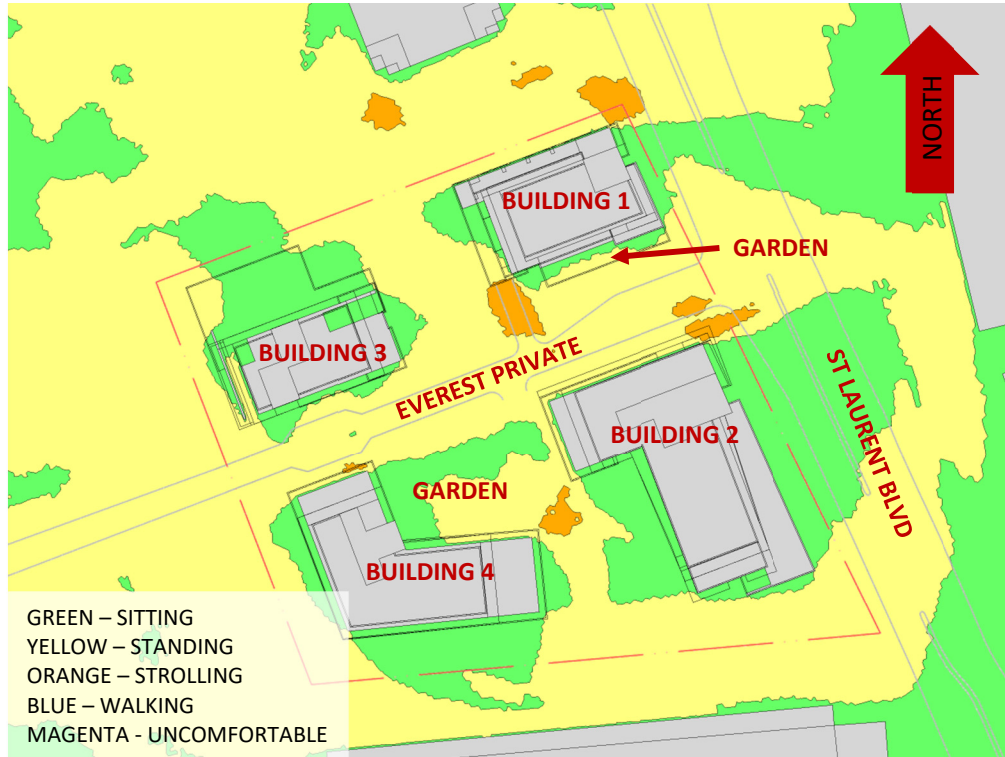 NORTH
BUILDING 1
GARDEN
BUILDING 3
EVEREST PRIVATE
BUILDING 2
ST LAURENT BLVD
GARDEN
BUILDING 4
GREEN – SITTING
YELLOW – STANDING
ORANGE – STROLLING
BLUE – WALKING
MAGENTA - UNCOMFORTABLE